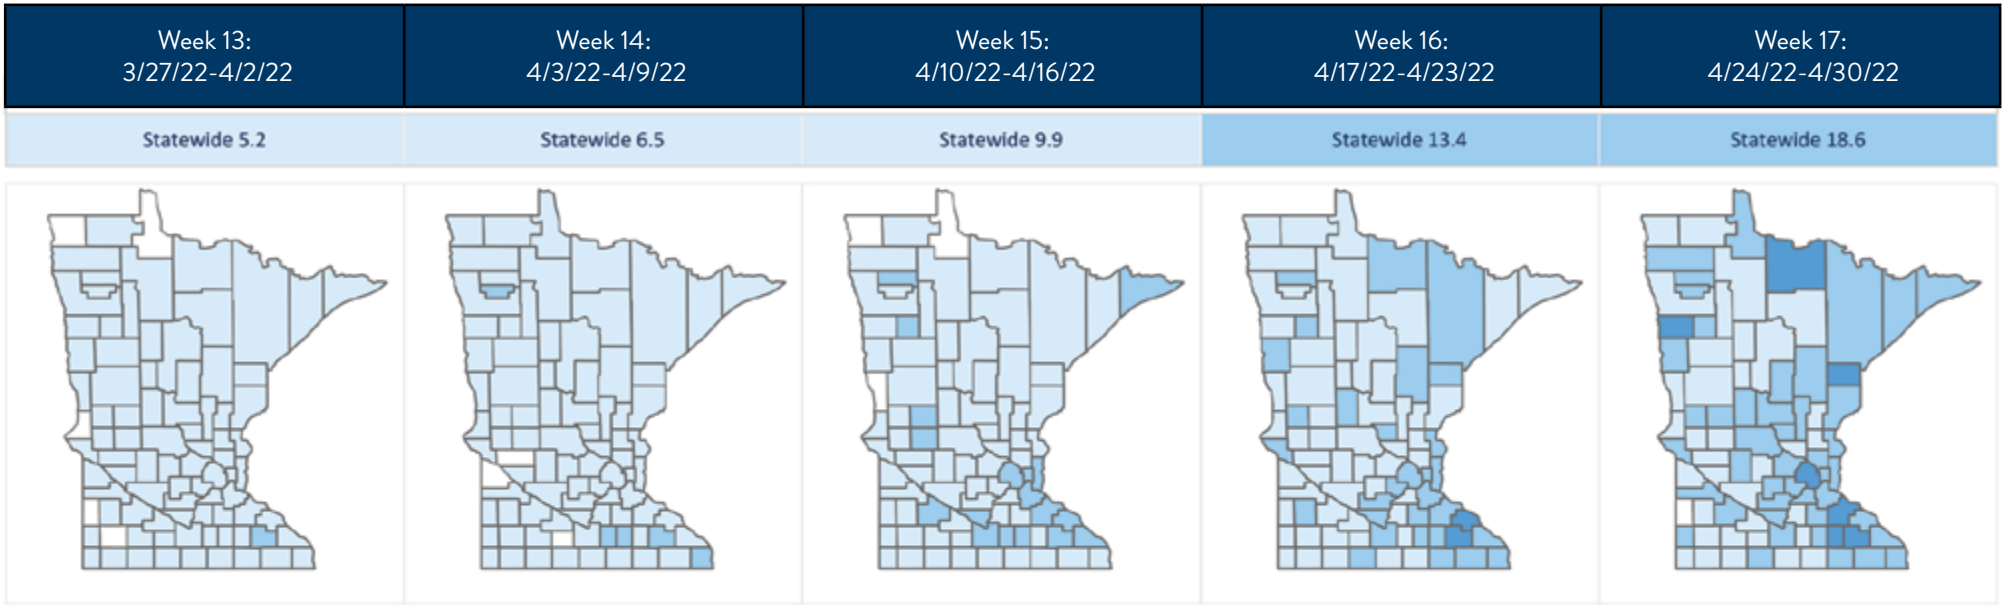 Week 13:
3/27/22-4/2/22
Week 14:
4/3/22-4/9/22
Week 15:
4/10/22-4/16/22
Week 16:
4/17/22-4/23/22
Week 17:
4/24/22-4/30/22
Statewide 5.2
Statewide 6.5
Statewide 9.9
Statewide 13.4
Statewide 18.6